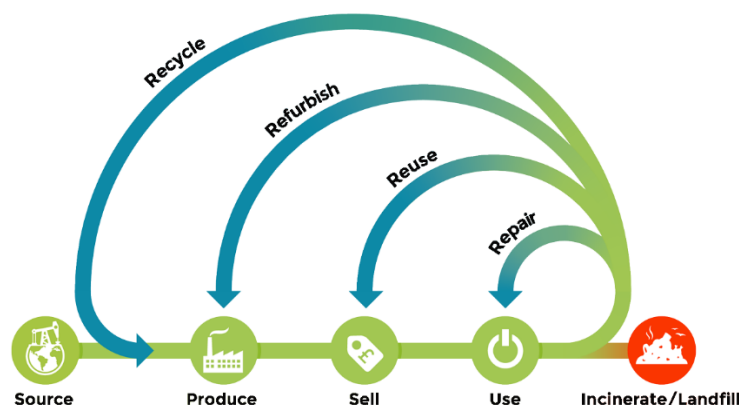 Recycle
Refurbish
Reuse
Repair
£
Source
Produce
Sell
Use
Incinerate/Landfill